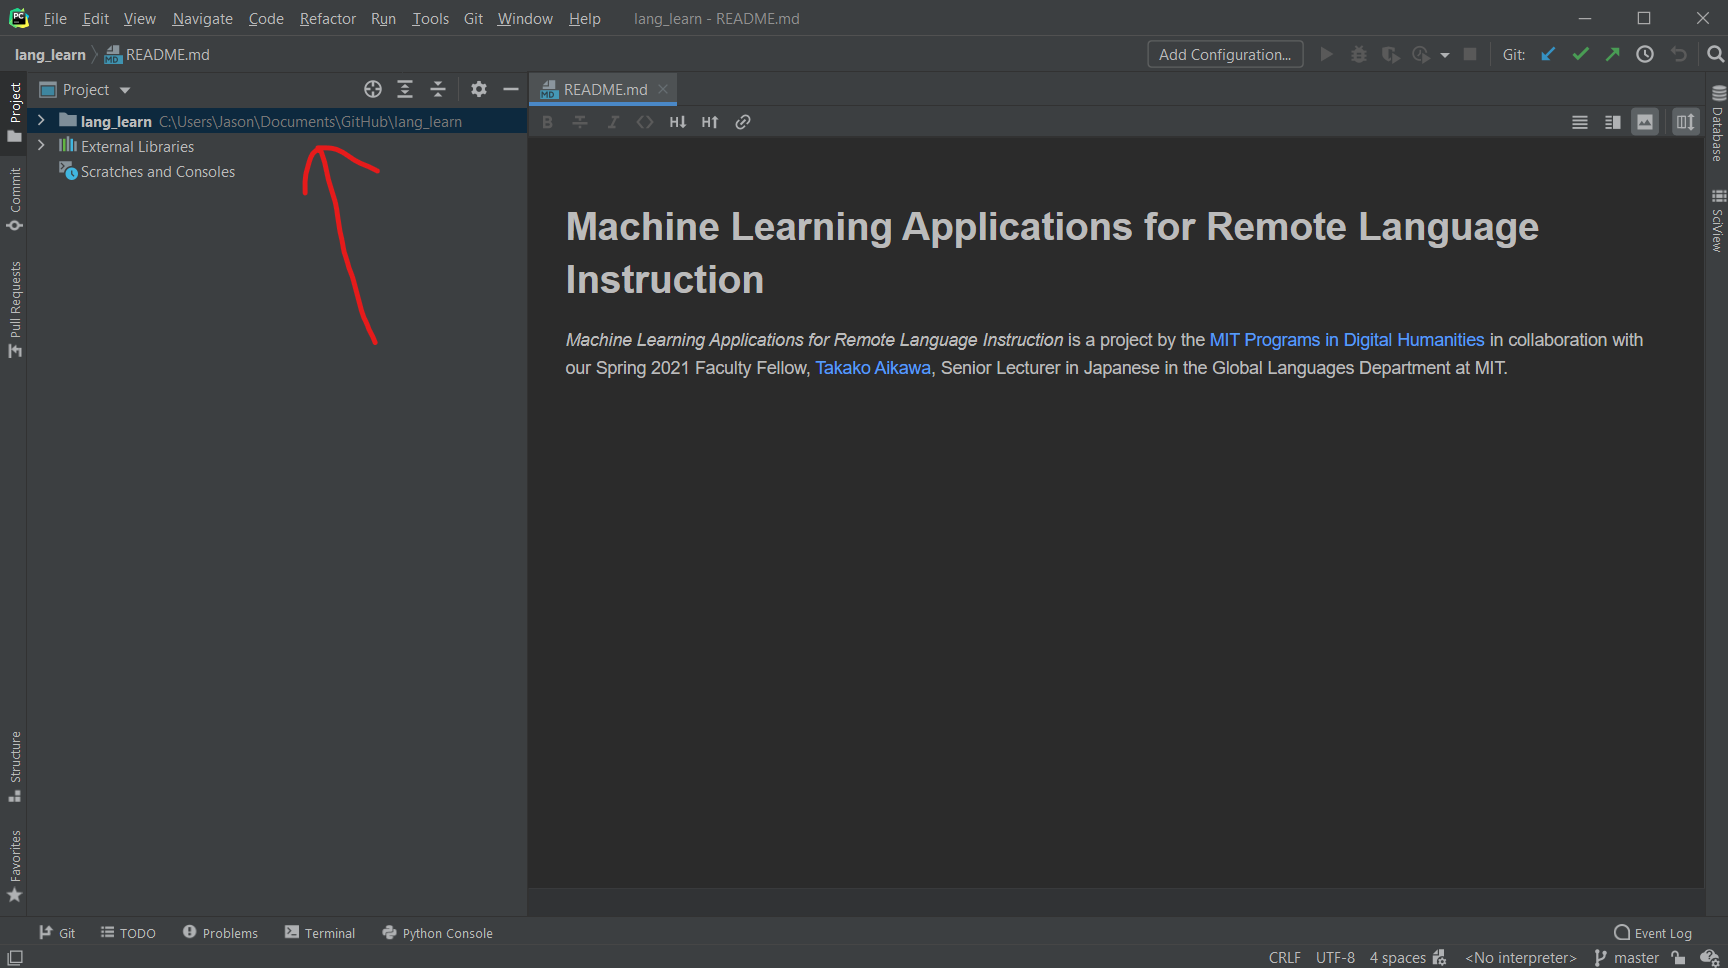 File Edit View Navigate Code Refactor Run Tools Git Window Help lang_learn - README.md
lang_learn README.md Add Configuration... Git:
Project
README.md
lang_learn C:\Users\Jason\Documents\GitHub\lang_learn
External Libraries
Scratches and Consoles
Project
Commit
Pull Requests
Structure
Favorites
Machine Learning Applications for Remote Language
Instruction
Machine Learning Applications for Remote Language Instruction is a project by the MIT Programs in Digital Humanities in collaboration with
our Spring 2021 Faculty Fellow, Takako Aikawa, Senior Lecturer in Japanese in the Global Languages Department at MIT.
Database
SciView
Git TODO Problems Terminal Python Console Event Log
CRLF UTF-8 4 spaces <No interpreter> master